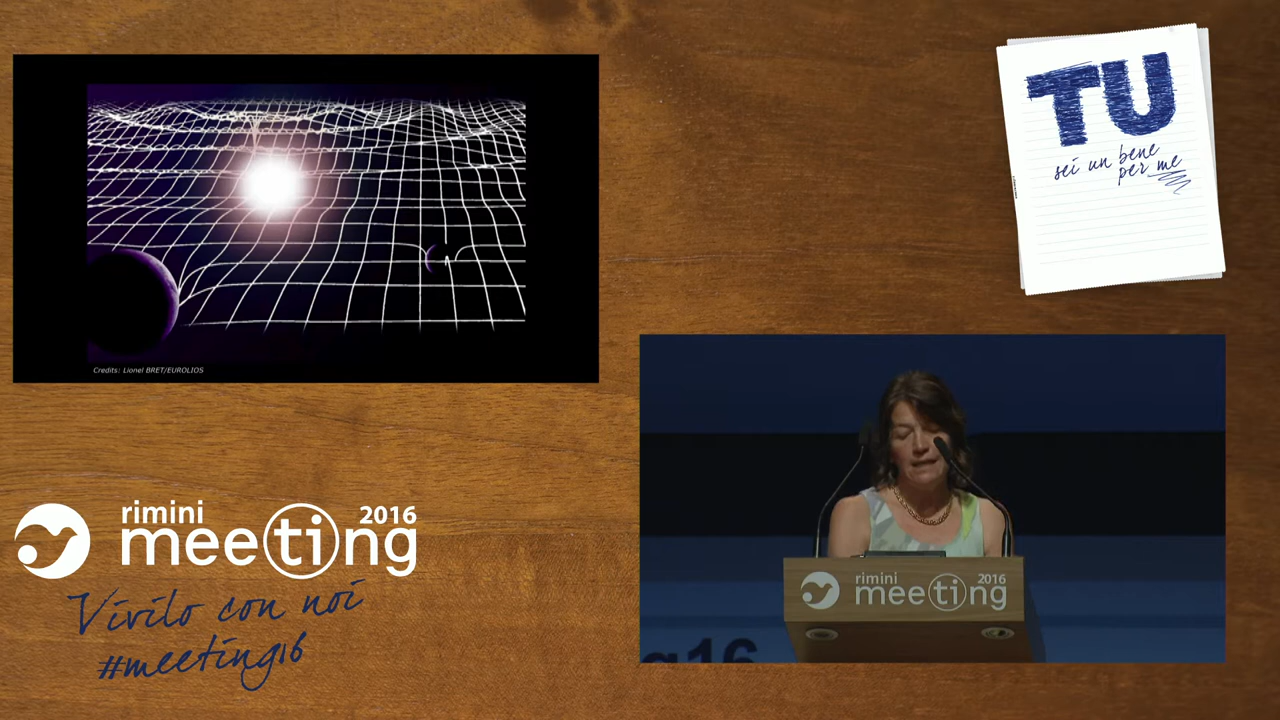 TU
sei un bene
per me
Credits: Lionel BRET/EUROLIOS
rimini
meeting
2016
Vivilo con noi
#meeting16
rimini
meeting
2016
g16